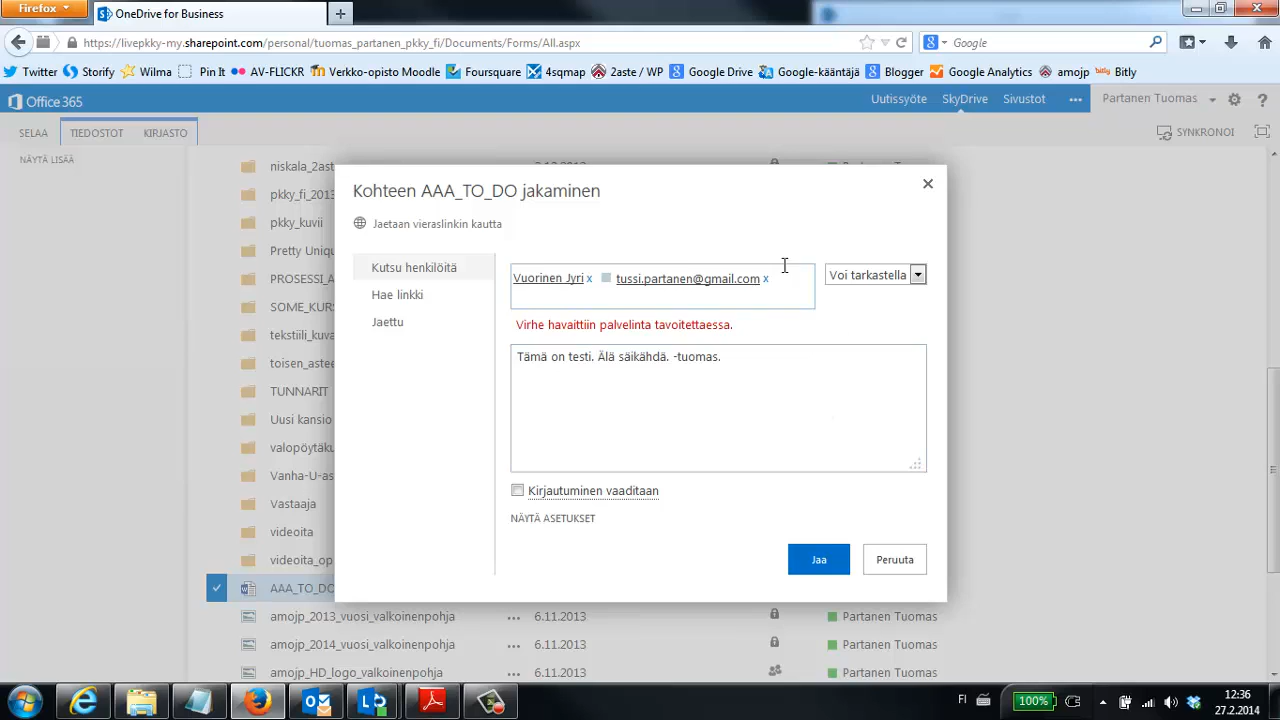 Firefox
OneDrive for Business
https://livepkky-my.sharepoint.com/personal/tuomas_partanen_pkky_fi/Documents/Forms/All.aspx
Google
Twitter Storify Wilma Pin It AV-FLICKR Verkko-opisto Moodle Foursquare 4sqmap 2aste / WP Google Drive Google-kääntäjä Blogger Google Analytics amojp bitly Bitly
Office 365 Uutissyöte SkyDrive Sivustot Partanen Tuomas
SELAA TIEDOSTOT KIRJASTO SYNKRONOI
NÄYTÄ LISÄÄ
niskala_2ast
pkky_fi_2013
pkky_kuvii
Pretty Uniqu
PROSESSI_A
SOME_KURS
tekstiili_kuva
toisen_astee
TUNNARIT
Uusi kansio
valopöytäku
Vanha-U-as
Vastaaja
videoita
videoita_op
AAA_TO_DO
Kohteen AAA_TO_DO jakaminen
Jaetaan vieraslinkin kautta
Kutsu henkilöitä
Hae linkki
Jaettu
Vuorinen Jyri x tussi.partanen@gmail.com x
Voi tarkastella
Virhe havaittiin palvelinta tavoitettaessa.
Tämä on testi. Älä säikähdä. -tuomas.
Kirjautuminen vaaditaan
NÄYTÄ ASETUKSET
Jaa Peruuta
amojp_2013_vuosi_valkoinenpohja ... 6.11.2013 Partanen Tuomas
amojp_2014_vuosi_valkoinenpohja ... 6.11.2013 Partanen Tuomas
amojp_HD_logo_valkoinenpohja ... 6.11.2013 Partanen Tuomas
FI 100% 12:36
27.2.2014